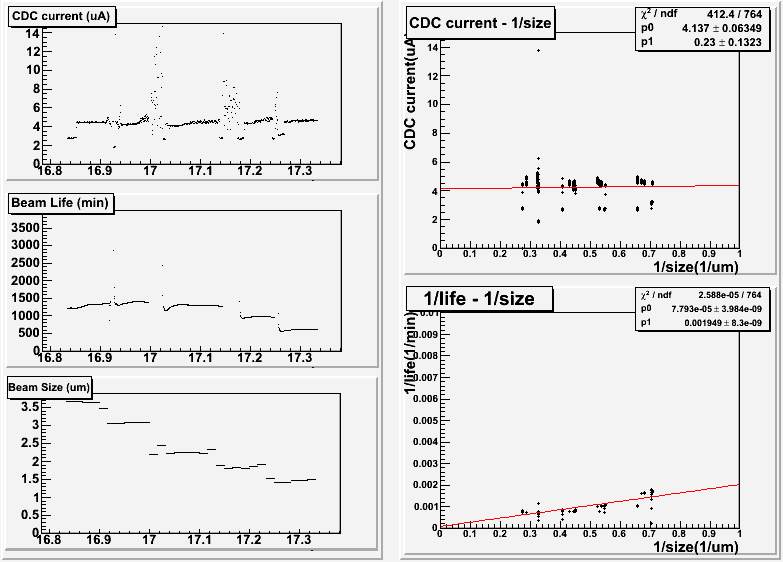 CDC current (uA)
14
12
10
8
6
4
2
0
16.8 16.9 17 17.1 17.2 17.3
Beam Life (min)
3500
3000
2500
2000
1500
1000
500
0
16.8 16.9 17 17.1 17.2 17.3
Beam Size (um)
3.5
3
2.5
2
1.5
1
0.5
0
16.8 16.9 17 17.1 17.2 17.3
CDC current - 1/size
χ² / ndf 412.4 / 764
p0 4.137 ± 0.06349
p1 0.23 ± 0.1323
CDC current(uA
14
12
10
8
6
4
2
0
0 0.1 0.2 0.3 0.4 0.5 0.6 0.7 0.8 0.9 1
1/size(1/um)
1/life - 1/size
χ² / ndf 2.588e-05 / 764
p0 7.793e-05 ± 3.984e-09
p1 0.001949 ± 8.3e-09
1/life(1/min)
0.01
0.009
0.008
0.007
0.006
0.005
0.004
0.003
0.002
0.001
0
0 0.1 0.2 0.3 0.4 0.5 0.6 0.7 0.8 0.9 1
1/size(1/um)